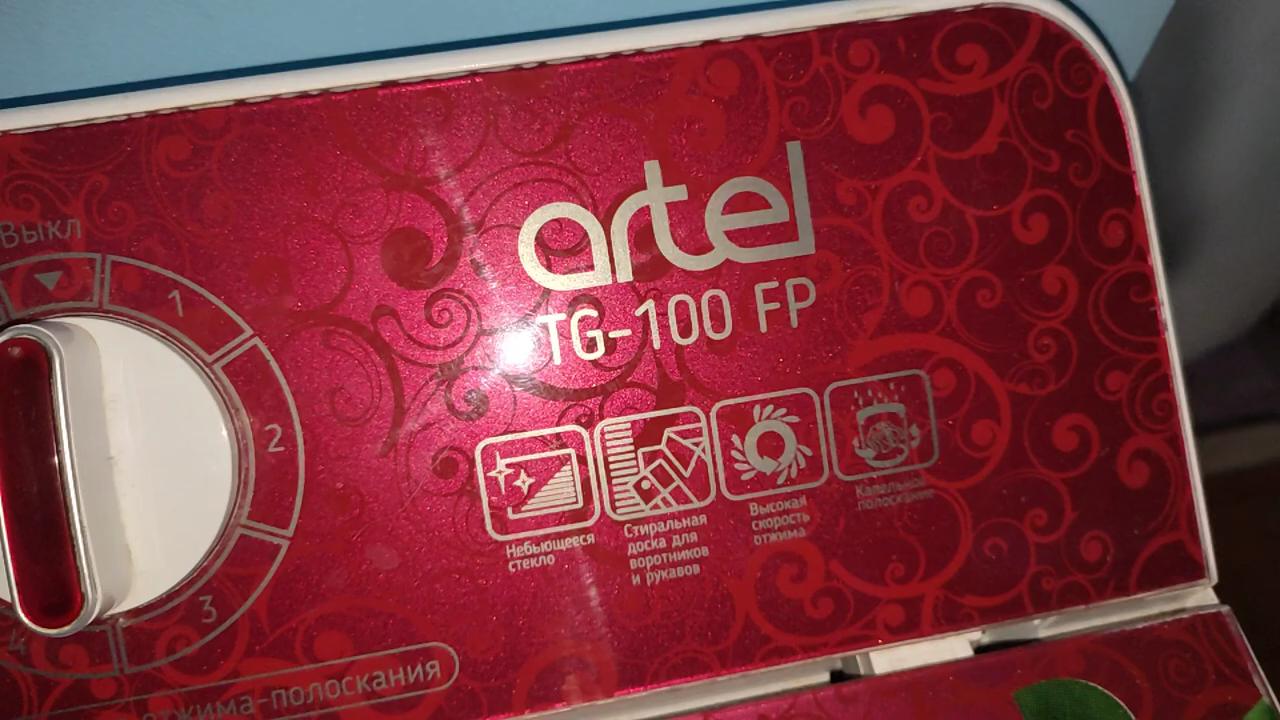 Выкл
1
2
3
4
artel
TG-100 FP
Небьющееся
стекло
Стиральная
доска для
воротников
и рукавов
Высокая
скорость
отжима
Капельное
полоскание
отжима-полоскания